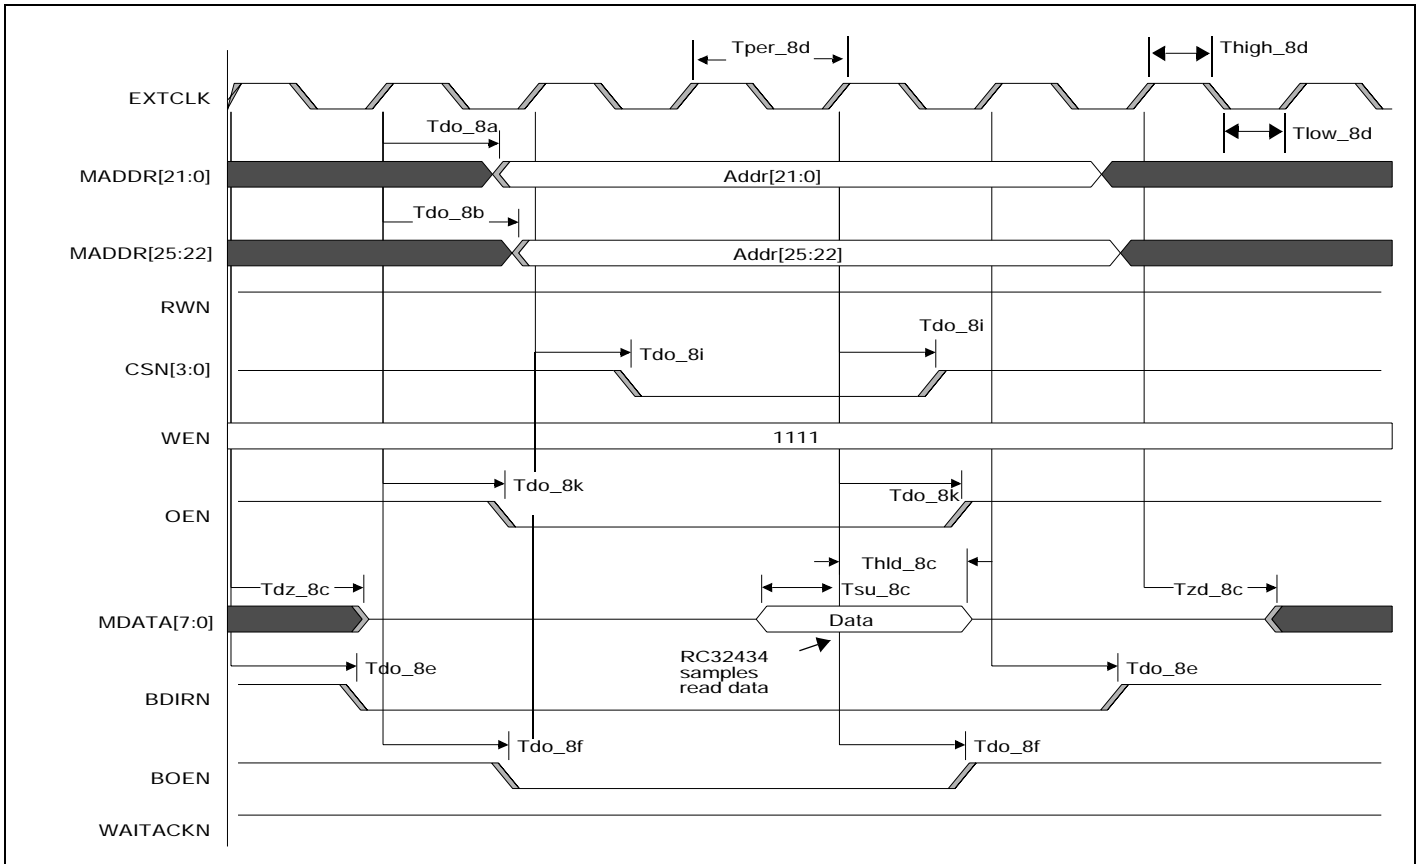 Tper_8d
Thigh_8d
EXTCLK
Tdo_8a
Tlow_8d
MADDR[21:0]
Addr[21:0]
Tdo_8b
MADDR[25:22]
Addr[25:22]
RWN
Tdo_8i
Tdo_8i
CSN[3:0]
WEN
1111
Tdo_8k
Tdo_8k
OEN
Thld_8c
Tdz_8c
Tsu_8c
Tzd_8c
MDATA[7:0]
Data
RC32434
samples
read data
Tdo_8e
Tdo_8e
BDIRN
Tdo_8f
Tdo_8f
BOEN
WAITACKN